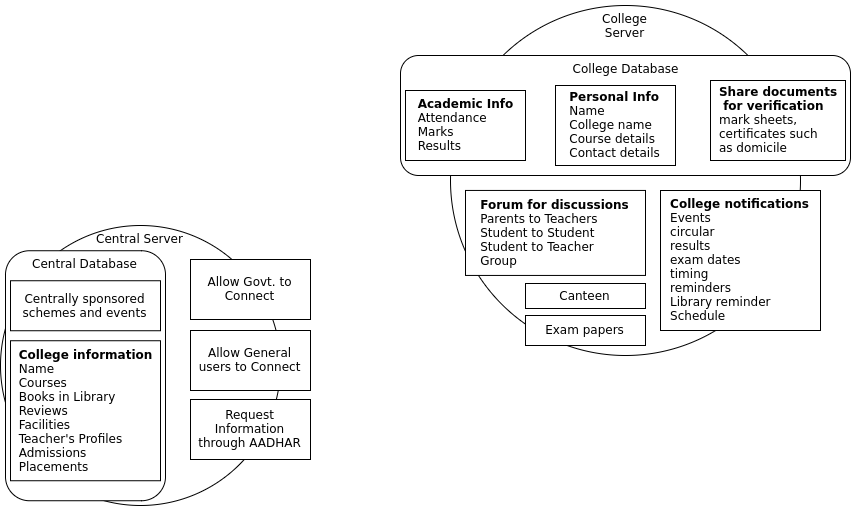 College
Server
College Database
Academic Info
Attendance
Marks
Results
Personal Info
Name
College name
Course details
Contact details
Share documents
for verification
mark sheets,
certificates such
as domicile
Forum for discussions
Parents to Teachers
Student to Student
Student to Teacher
Group
College notifications
Events
circular
results
exam dates
timing
reminders
Library reminder
Schedule
Canteen
Exam papers
Central Server
Central Database
Centrally sponsored
schemes and events
College information
Name
Courses
Books in Library
Reviews
Facilities
Teacher's Profiles
Admissions
Placements
Allow Govt. to
Connect
Allow General
users to Connect
Request
Information
through AADHAR